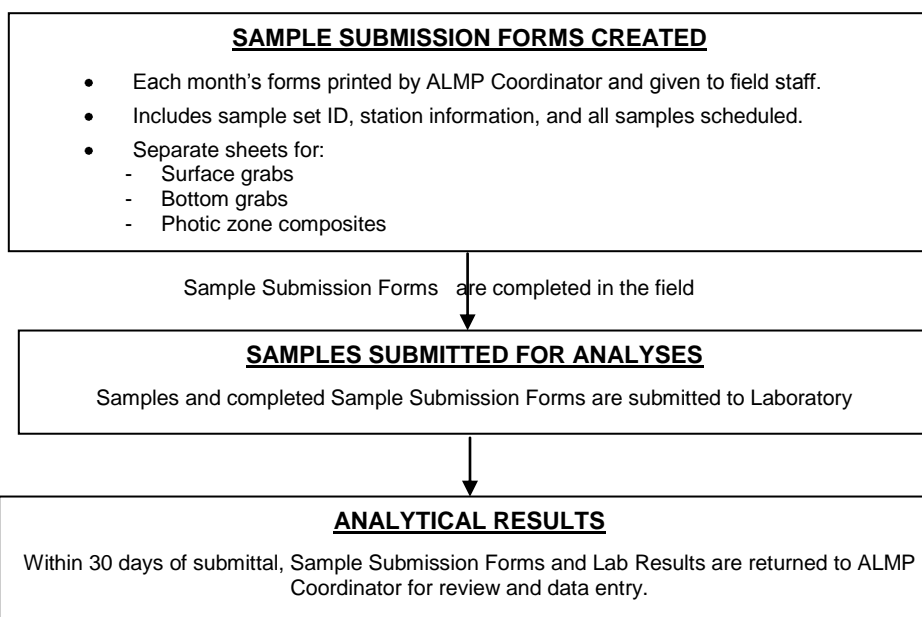 SAMPLE SUBMISSION FORMS CREATED
• Each month's forms printed by ALMP Coordinator and given to field staff.
• Includes sample set ID, station information, and all samples scheduled.
• Separate sheets for:
- Surface grabs
- Bottom grabs
- Photic zone composites
Sample Submission Forms are completed in the field
SAMPLES SUBMITTED FOR ANALYSES
Samples and completed Sample Submission Forms are submitted to Laboratory
ANALYTICAL RESULTS
Within 30 days of submittal, Sample Submission Forms and Lab Results are returned to ALMP
Coordinator for review and data entry.